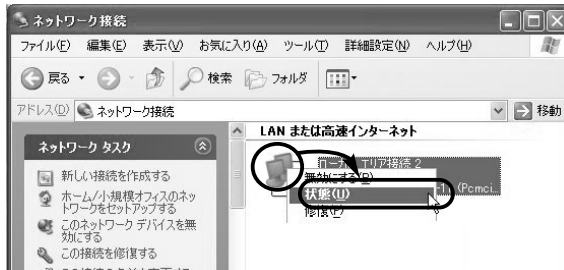 ネットワーク接続
ファイル(F) 編集(E) 表示(V) お気に入り(A) ツール(T) 詳細設定(N) ヘルプ(H)
戻る 検索 フォルダ
アドレス(D) ネットワーク接続 移動
ネットワーク タスク
新しい接続を作成する
ホーム/小規模オフィスのネットワークをセットアップする
このネットワーク デバイスを無効にする
この接続を修復する
LAN または高速インターネット
ローカル エリア接続 2
無効にする(B)
状態(U)
-1 (Pcmci...
修復(P)